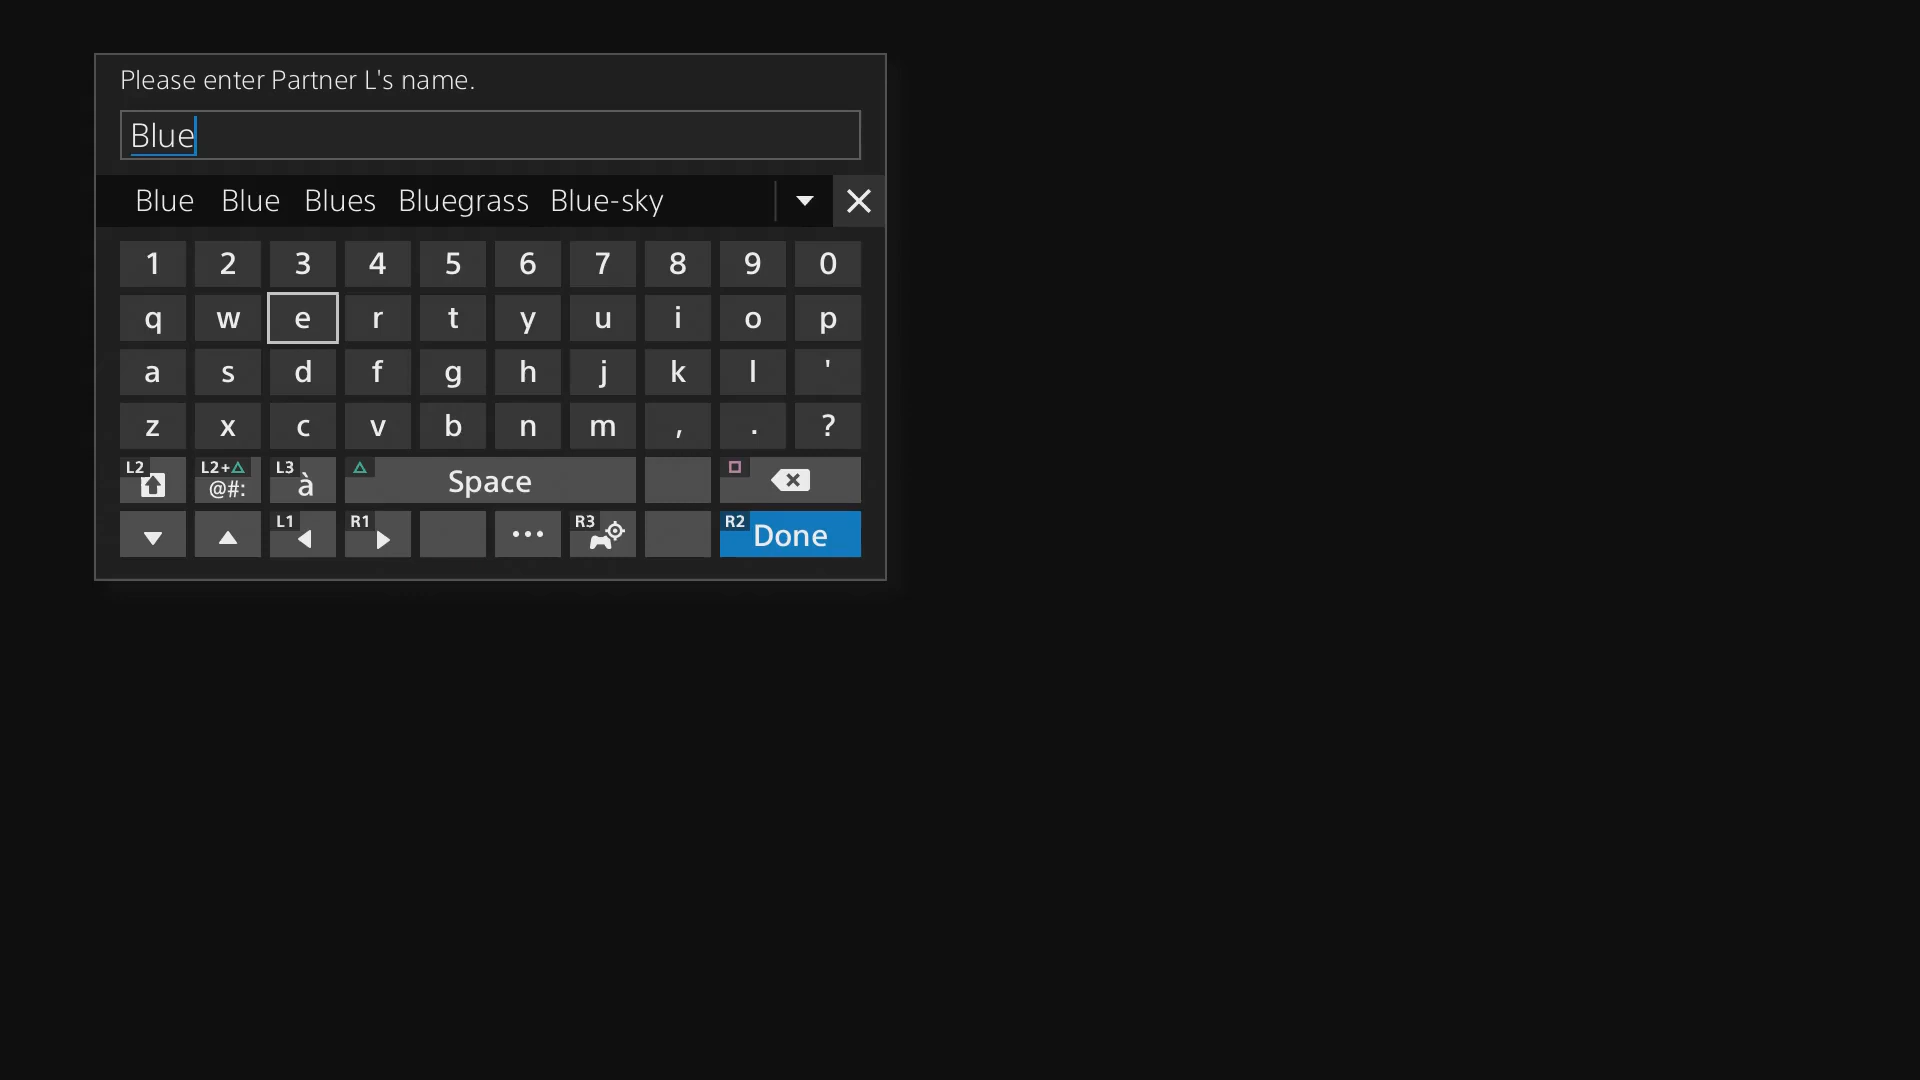 Please enter Partner L's name.
Blue
Blue Blue Blues Bluegrass Blue-sky
1 2 3 4 5 6 7 8 9 0
q w e r t y u i o p
a s d f g h j k l '
z x c v b n m , . ?
L2 L2+△ @#: L3 à △ Space □
L1 R1 ... R3 R2 Done